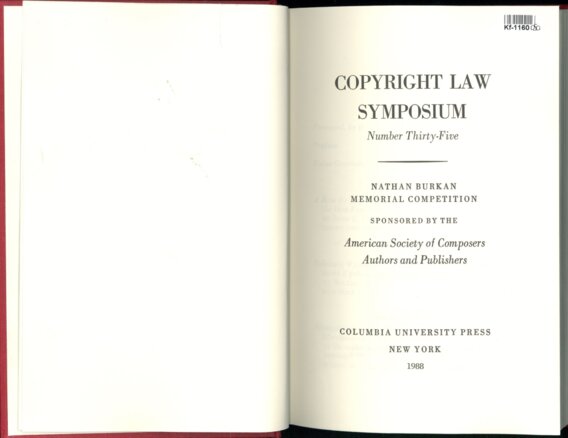 Kf-1160
COPYRIGHT LAW
SYMPOSIUM
Number Thirty-Five
NATHAN BURKAN
MEMORIAL COMPETITION
SPONSORED BY THE
American Society of Composers
Authors and Publishers
COLUMBIA UNIVERSITY PRESS
NEW YORK
1988